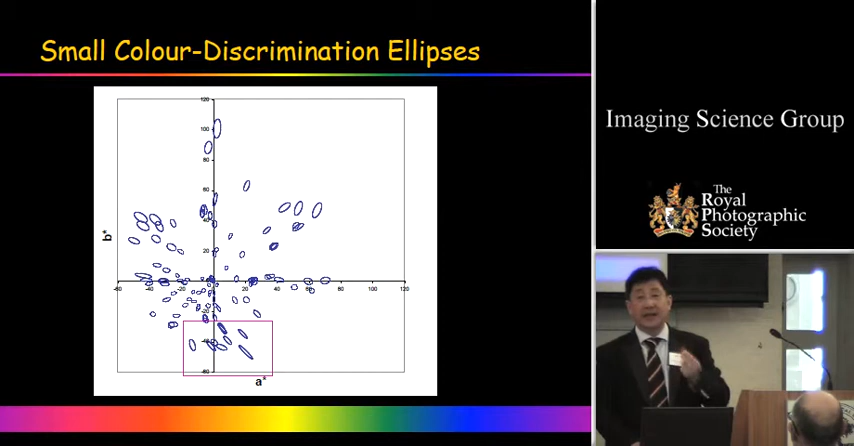 Small Colour-Discrimination Ellipses
120
100
80
60
40
20
-60 -40 -20 20 40 60 80 100 120
-20
-40
-60
b*
a*
Imaging Science Group
The
Royal
Photographic
Society